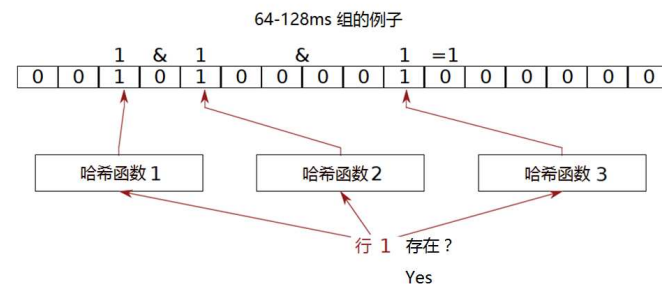 64-128ms 组的例子
1 & 1 & 1 =1
0 0 1 0 1 0 0 0 0 1 0 0 0 0 0 0
哈希函数 1 哈希函数 2 哈希函数 3
行 1 存在？
Yes